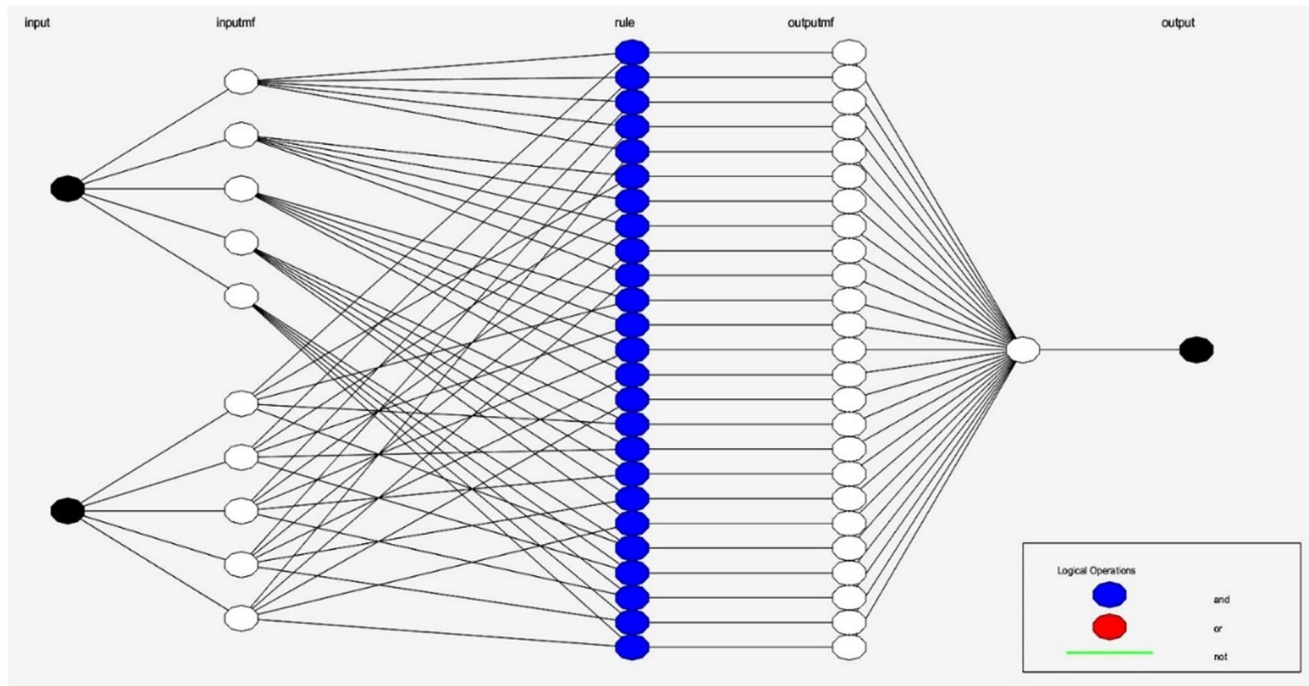 input inputmf rule outputmf output
Logical Operations
and
or
not